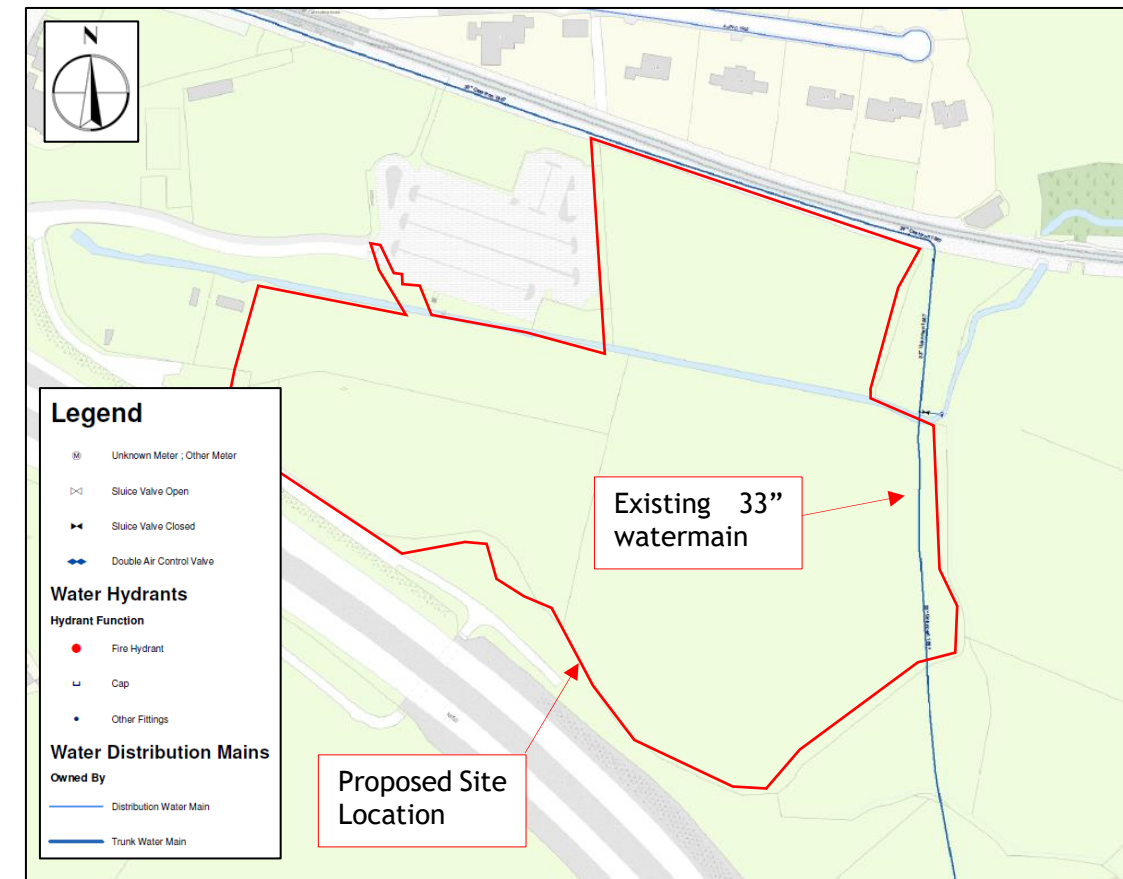 N
Existing 33”
watermain
Legend
Unknown Meter ; Other Meter
Sluice Valve Open
Sluice Valve Closed
Double Air Control Valve
Water Hydrants
Hydrant Function
Fire Hydrant
Cap
Other Fittings
Water Distribution Mains
Owned By
Distribution Water Main
Trunk Water Main
Proposed Site
Location